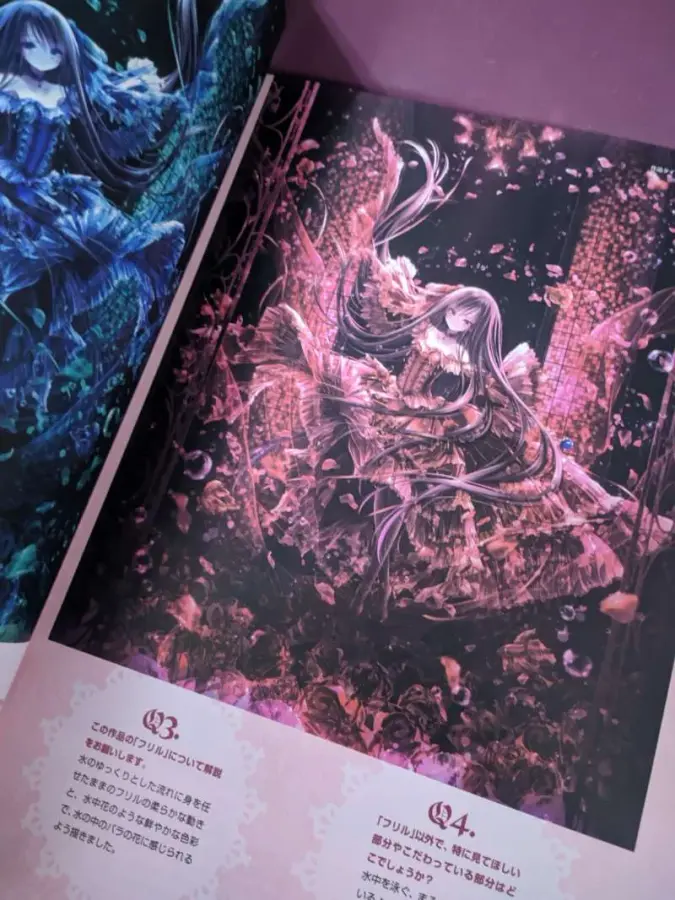 Q3.
この作品の「フリル」について解説
をお願いします。
水のゆっくりとした流れに身を任
せたままのフリルの柔らかな動き
と、水中花のような鮮やかな色彩
で、水の中のバラの花に感じられる
よう描きました。
Q4.
「フリル」以外で、特に見てほしい
部分やこだわっている部分はど
こでしょうか?
水中を泳ぐ、まる